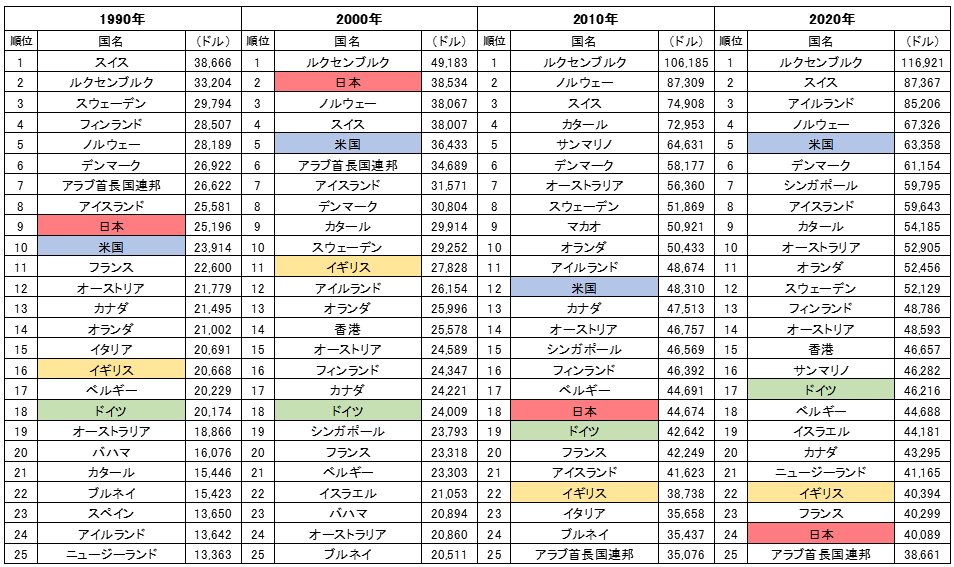 1990年 2000年 2010年 2020年
順位 国名 (ドル) 順位 国名 (ドル) 順位 国名 (ドル) 順位 国名 (ドル)
1 スイス 38,666 1 ルクセンブルク 49,183 1 ルクセンブルク 106,185 1 ルクセンブルク 116,921
2 ルクセンブルク 33,204 2 日本 38,534 2 ノルウェー 87,309 2 スイス 87,367
3 スウェーデン 29,794 3 ノルウェー 38,067 3 スイス 74,908 3 アイルランド 85,206
4 フィンランド 28,507 4 スイス 38,007 4 カタール 72,953 4 ノルウェー 67,326
5 ノルウェー 28,189 5 米国 36,433 5 サンマリノ 64,631 5 米国 63,358
6 デンマーク 26,922 6 アラブ首長国連邦 34,689 6 デンマーク 58,177 6 デンマーク 61,154
7 アラブ首長国連邦 26,622 7 アイスランド 31,571 7 オーストラリア 56,360 7 シンガポール 59,795
8 アイスランド 25,581 8 デンマーク 30,804 8 スウェーデン 51,869 8 アイスランド 59,643
9 日本 25,196 9 カタール 29,914 9 マカオ 50,921 9 カタール 54,185
10 米国 23,914 10 スウェーデン 29,252 10 オランダ 50,433 10 オーストラリア 52,905
11 フランス 22,600 11 イギリス 27,828 11 アイルランド 48,674 11 オランダ 52,456
12 オーストリア 21,779 12 アイルランド 26,154 12 米国 48,310 12 スウェーデン 52,129
13 カナダ 21,495 13 オランダ 25,996 13 カナダ 47,513 13 フィンランド 48,786
14 オランダ 21,002 14 香港 25,578 14 オーストリア 46,757 14 オーストリア 48,593
15 イタリア 20,691 15 オーストリア 24,589 15 シンガポール 46,569 15 香港 46,657
16 イギリス 20,668 16 フィンランド 24,347 16 フィンランド 46,392 16 サンマリノ 46,282
17 ベルギー 20,229 17 カナダ 24,221 17 ベルギー 44,691 17 ドイツ 46,216
18 ドイツ 20,174 18 ドイツ 24,009 18 日本 44,674 18 ベルギー 44,688
19 オーストラリア 18,866 19 シンガポール 23,793 19 ドイツ 42,642 19 イスラエル 44,181
20 バハマ 16,076 20 フランス 23,318 20 フランス 42,249 20 カナダ 43,295
21 カタール 15,446 21 ベルギー 23,303 21 アイスランド 41,623 21 ニュージーランド 41,165
22 ブルネイ 15,423 22 イスラエル 21,053 22 イギリス 38,738 22 イギリス 40,394
23 スペイン 13,650 23 バハマ 20,894 23 イタリア 35,658 23 フランス 40,299
24 アイルランド 13,642 24 オーストラリア 20,860 24 ブルネイ 35,437 24 日本 40,089
25 ニュージーランド 13,363 25 ブルネイ 20,511 25 アラブ首長国連邦 35,076 25 アラブ首長国連邦 38,661